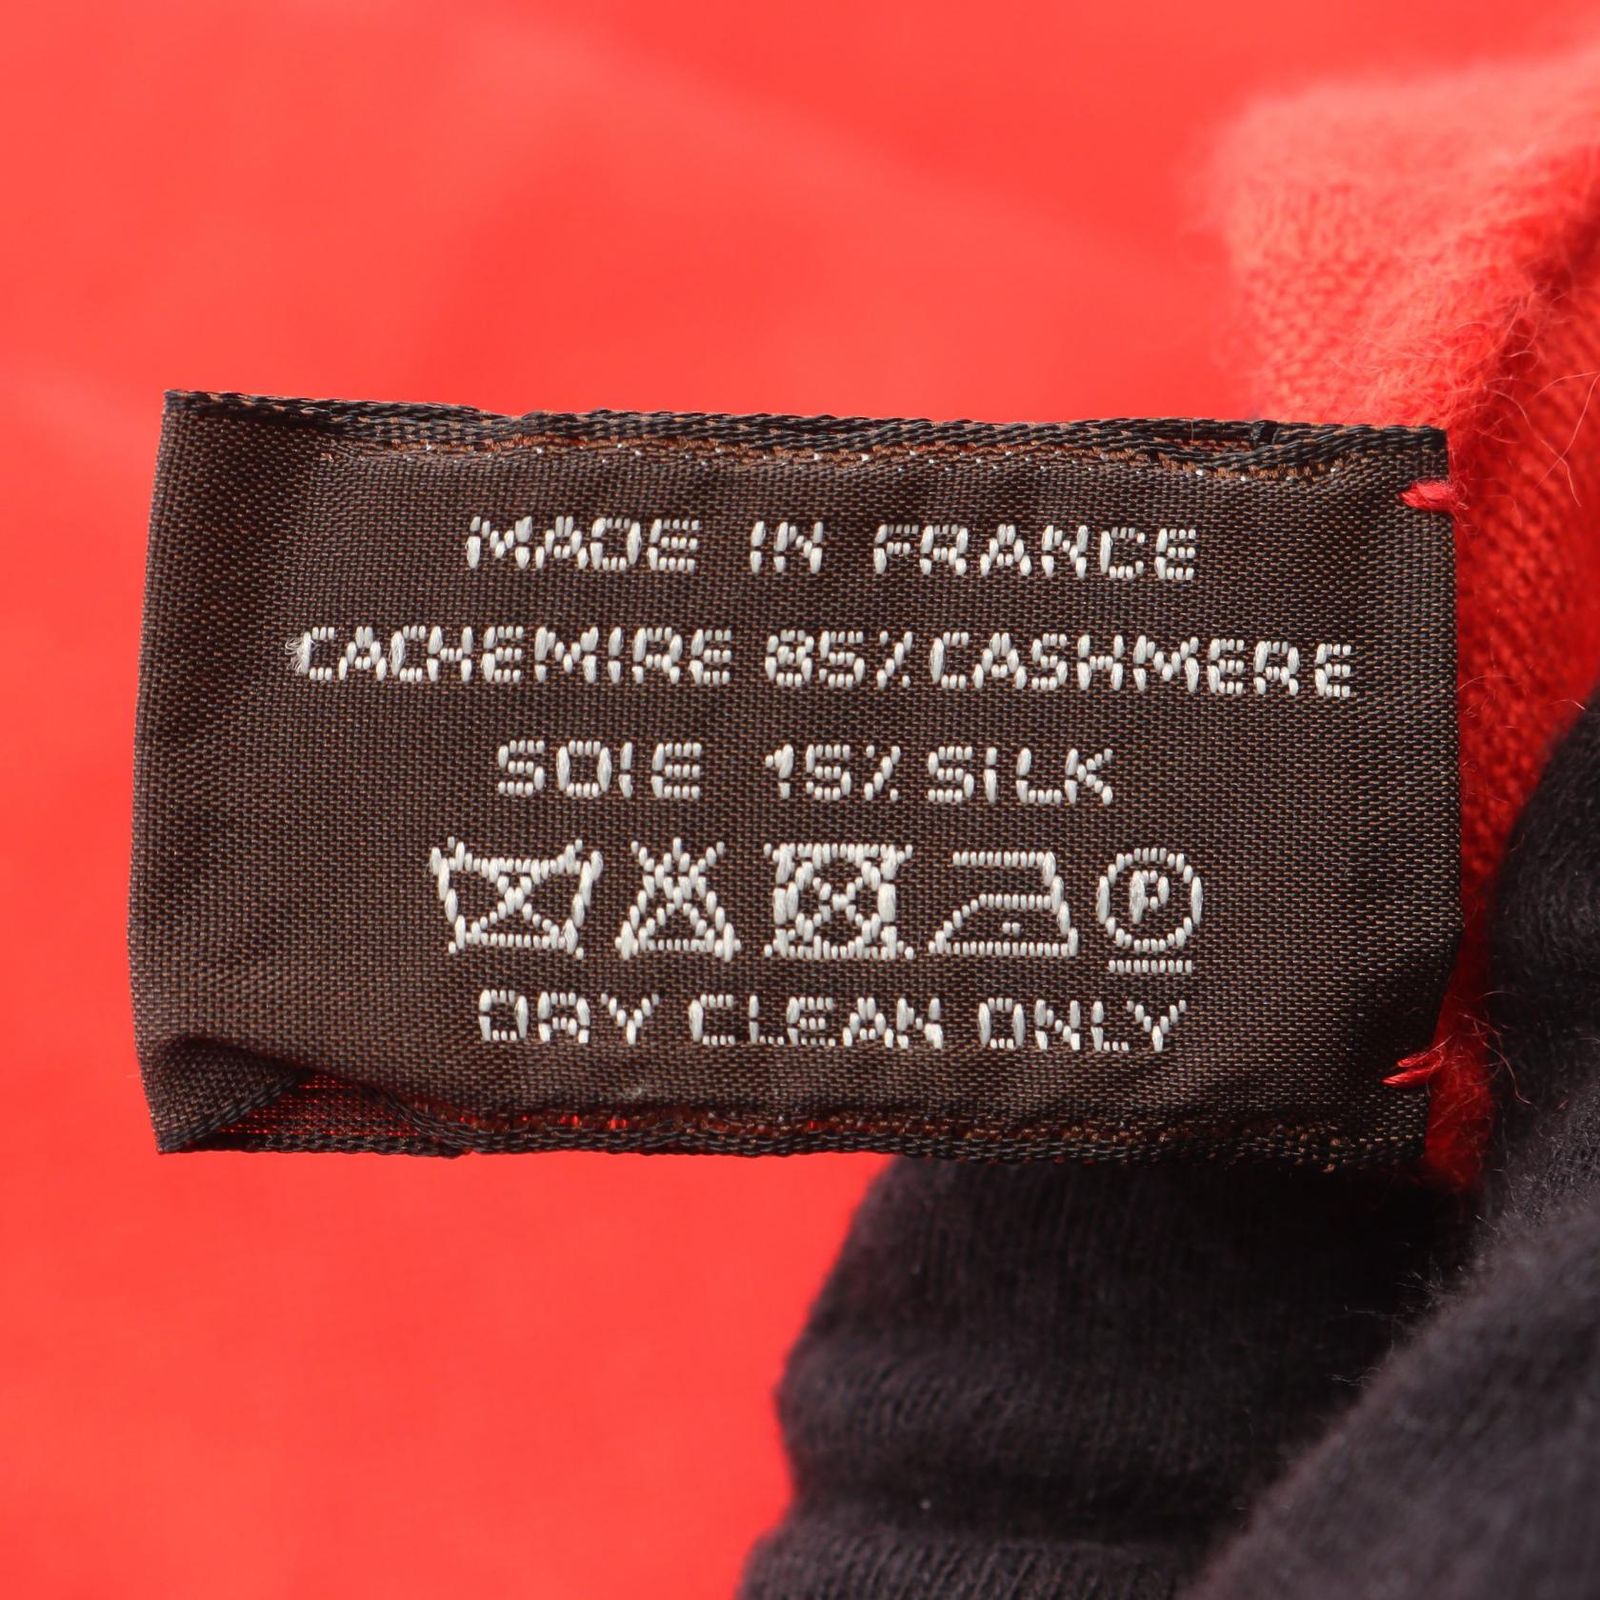 MADE IN FRANCE
CACHEMIRE 85% CASHMERE
SOIE 15% SILK
P
DRY CLEAN ONLY